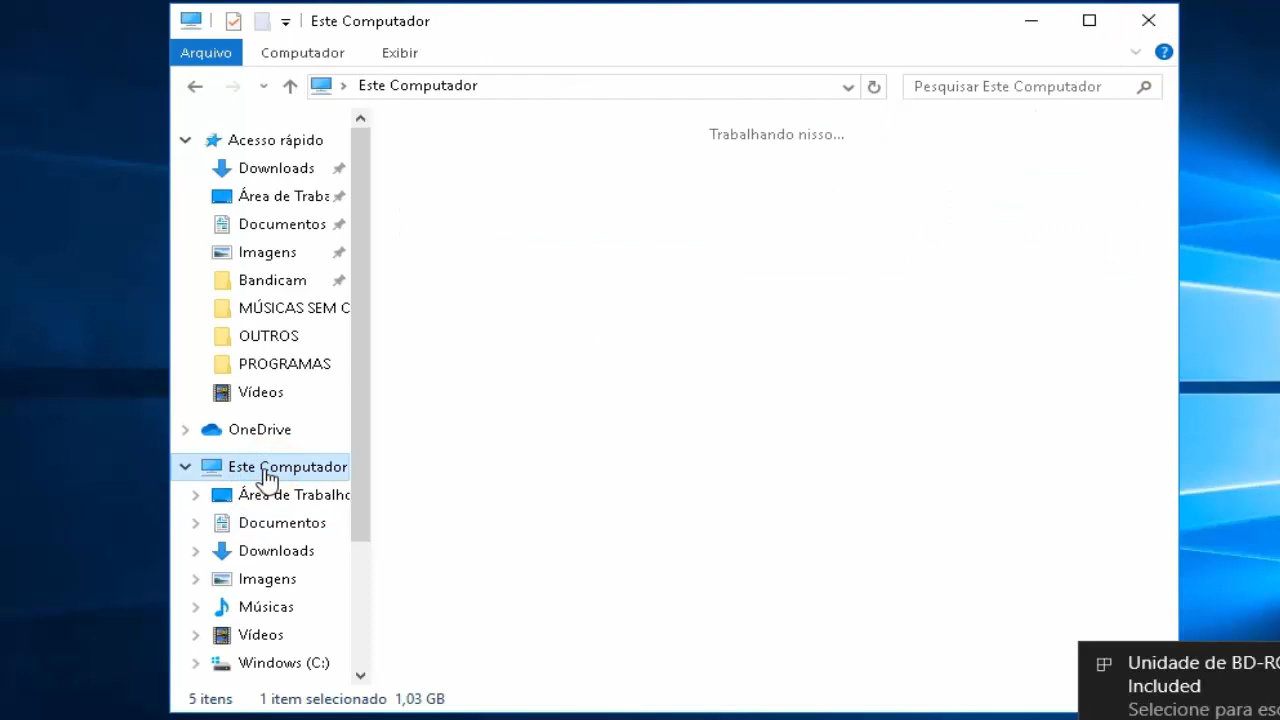 Este Computador
Arquivo
Computador
Exibir
?
Este Computador
Pesquisar Este Computador
Trabalhando nisso...
Acesso rápido
Downloads
Área de Traba
Documentos
Imagens
Bandicam
MÚSICAS SEM C
OUTROS
PROGRAMAS
Vídeos
OneDrive
Este Computador
Área de Trabalho
Documentos
Downloads
Imagens
Músicas
Vídeos
Windows (C:)
5 itens 1 item selecionado 1,03 GB
Unidade de BD-RO
Included
Selecione para